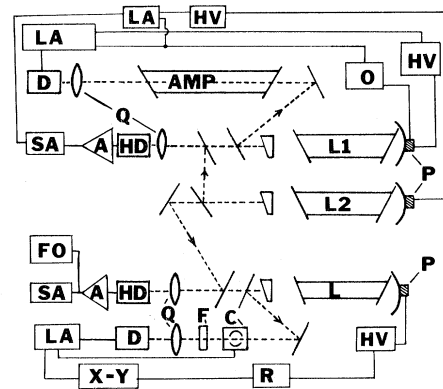 LA HV
LA
HV
D AMP O
Q
SA A HD L1
P
L2
FO
P
SA A HD L
Q F C
LA D HV
X-Y R